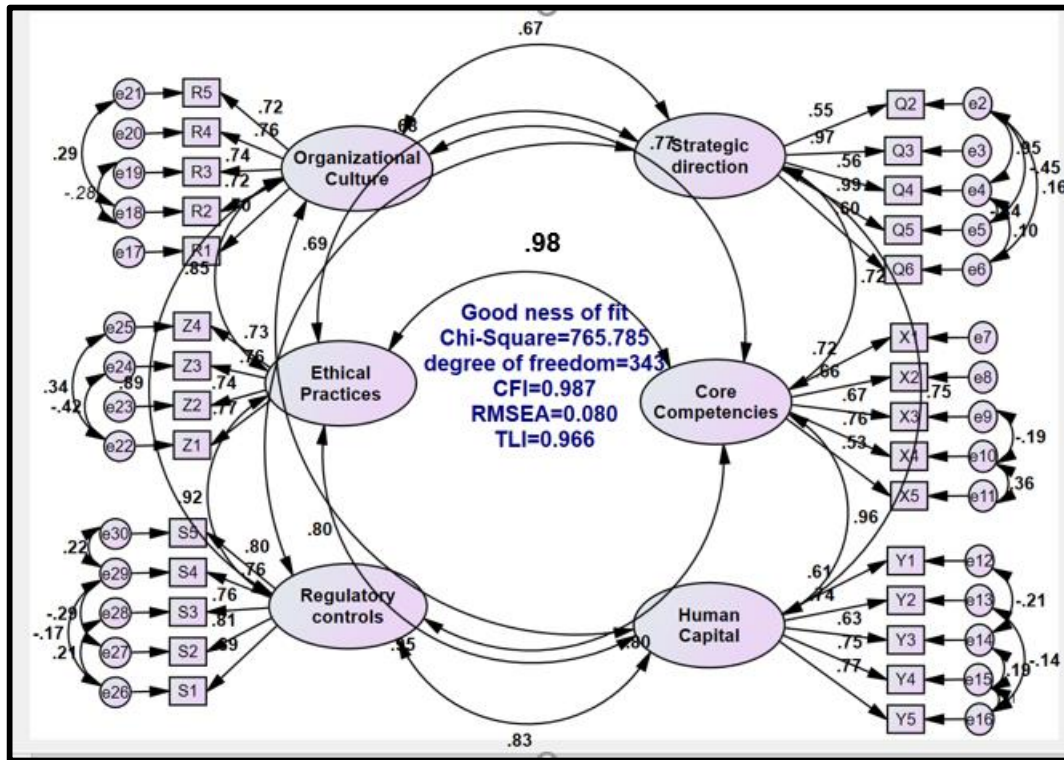 .67
e21 R5 .72
e20 R4 .76
.29 e19 R3 .74
-.28 e18 R2 .72
e17 R1
Organizational
Culture
.68
.77
Strategic
direction
.55 Q2 e2
.97 Q3 e3
.56 Q4 e4
.99 Q5 e5
.60 Q6 e6
.95
-.45
.16
.10
.85
.69
.98
.72
Good ness of fit
Chi-Square=765.785
degree of freedom=343
CFI=0.987
RMSEA=0.080
TLI=0.966
e25 Z4 .73
e24 Z3 .76
.34 e23 Z2 .74
-.42 e22 Z1 .77
.89
Ethical
Practices
Core
Competencies
.72 X1 e7
.66 X2 e8
.67 X3 e9
.76 X4 e10
.53 X5 e11
.75
-.19
.36
.92
.80
.96
e30 S5 .80
.22 e29 S4 .76
-.29 e28 S3 .76
-.17 e27 S2 .81
.21 e26 S1
Regulatory
controls
Human
Capital
.61 Y1 e12
.74 Y2 e13
.63 Y3 e14
.75 Y4 e15
.77 Y5 e16
-.21
.19
-.14
.80
.83